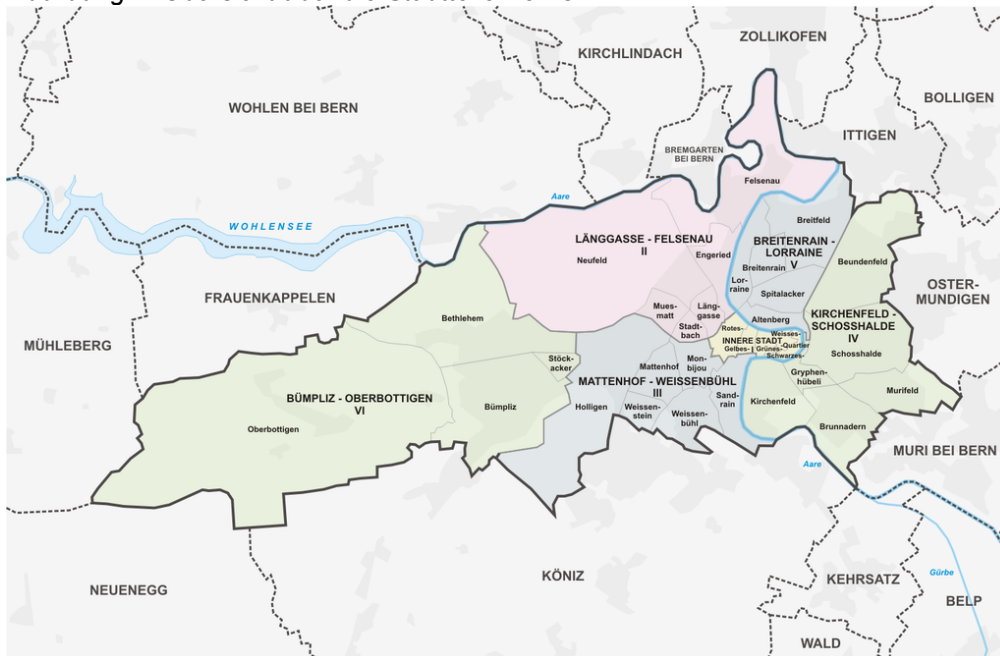 ZOLLIKOFEN
KIRCHLINDACH
BOLLIGEN
WOHLEN BEI BERN
ITTIGEN
BREMGARTEN
BEI BERN
Felsenau
Aare
Breitfeld
WOHLENSEE
LÄNGGASSE - FELSENAU
II
BREITENRAIN -
LORRAINE
V
Engeried
Neufeld
Beundenfeld
Breitenrain
Lor-
raine
OSTER-
MUNDIGEN
Spitalacker
FRAUENKAPPELEN
Mues-
matt
Läng-
gasse
KIRCHENFELD -
SCHOSSHALDE
IV
Bethlehem
Altenberg
Stadt-
bach
Rotes-
Weisses-
MÜHLEBERG
INNERE STADT
I
Quartier
Gelbes-
Grünes-
Schwarzes-
Schosshalde
Stöck-
acker
Mon-
bijou
Mattenhof
Gryphen-
hübeli
MATTENHOF - WEISSENBÜHL
III
Murifeld
BÜMPLIZ - OBERBOTTIGEN
VI
Sand-
rain
Kirchenfeld
Bümpliz
Holligen
Weissen-
stein
Weissen-
bühl
Oberbottigen
Brunnadern
MURI BEI BERN
Aare
KÖNIZ
Gürbe
KEHRSATZ
NEUENEGG
BELP
WALD